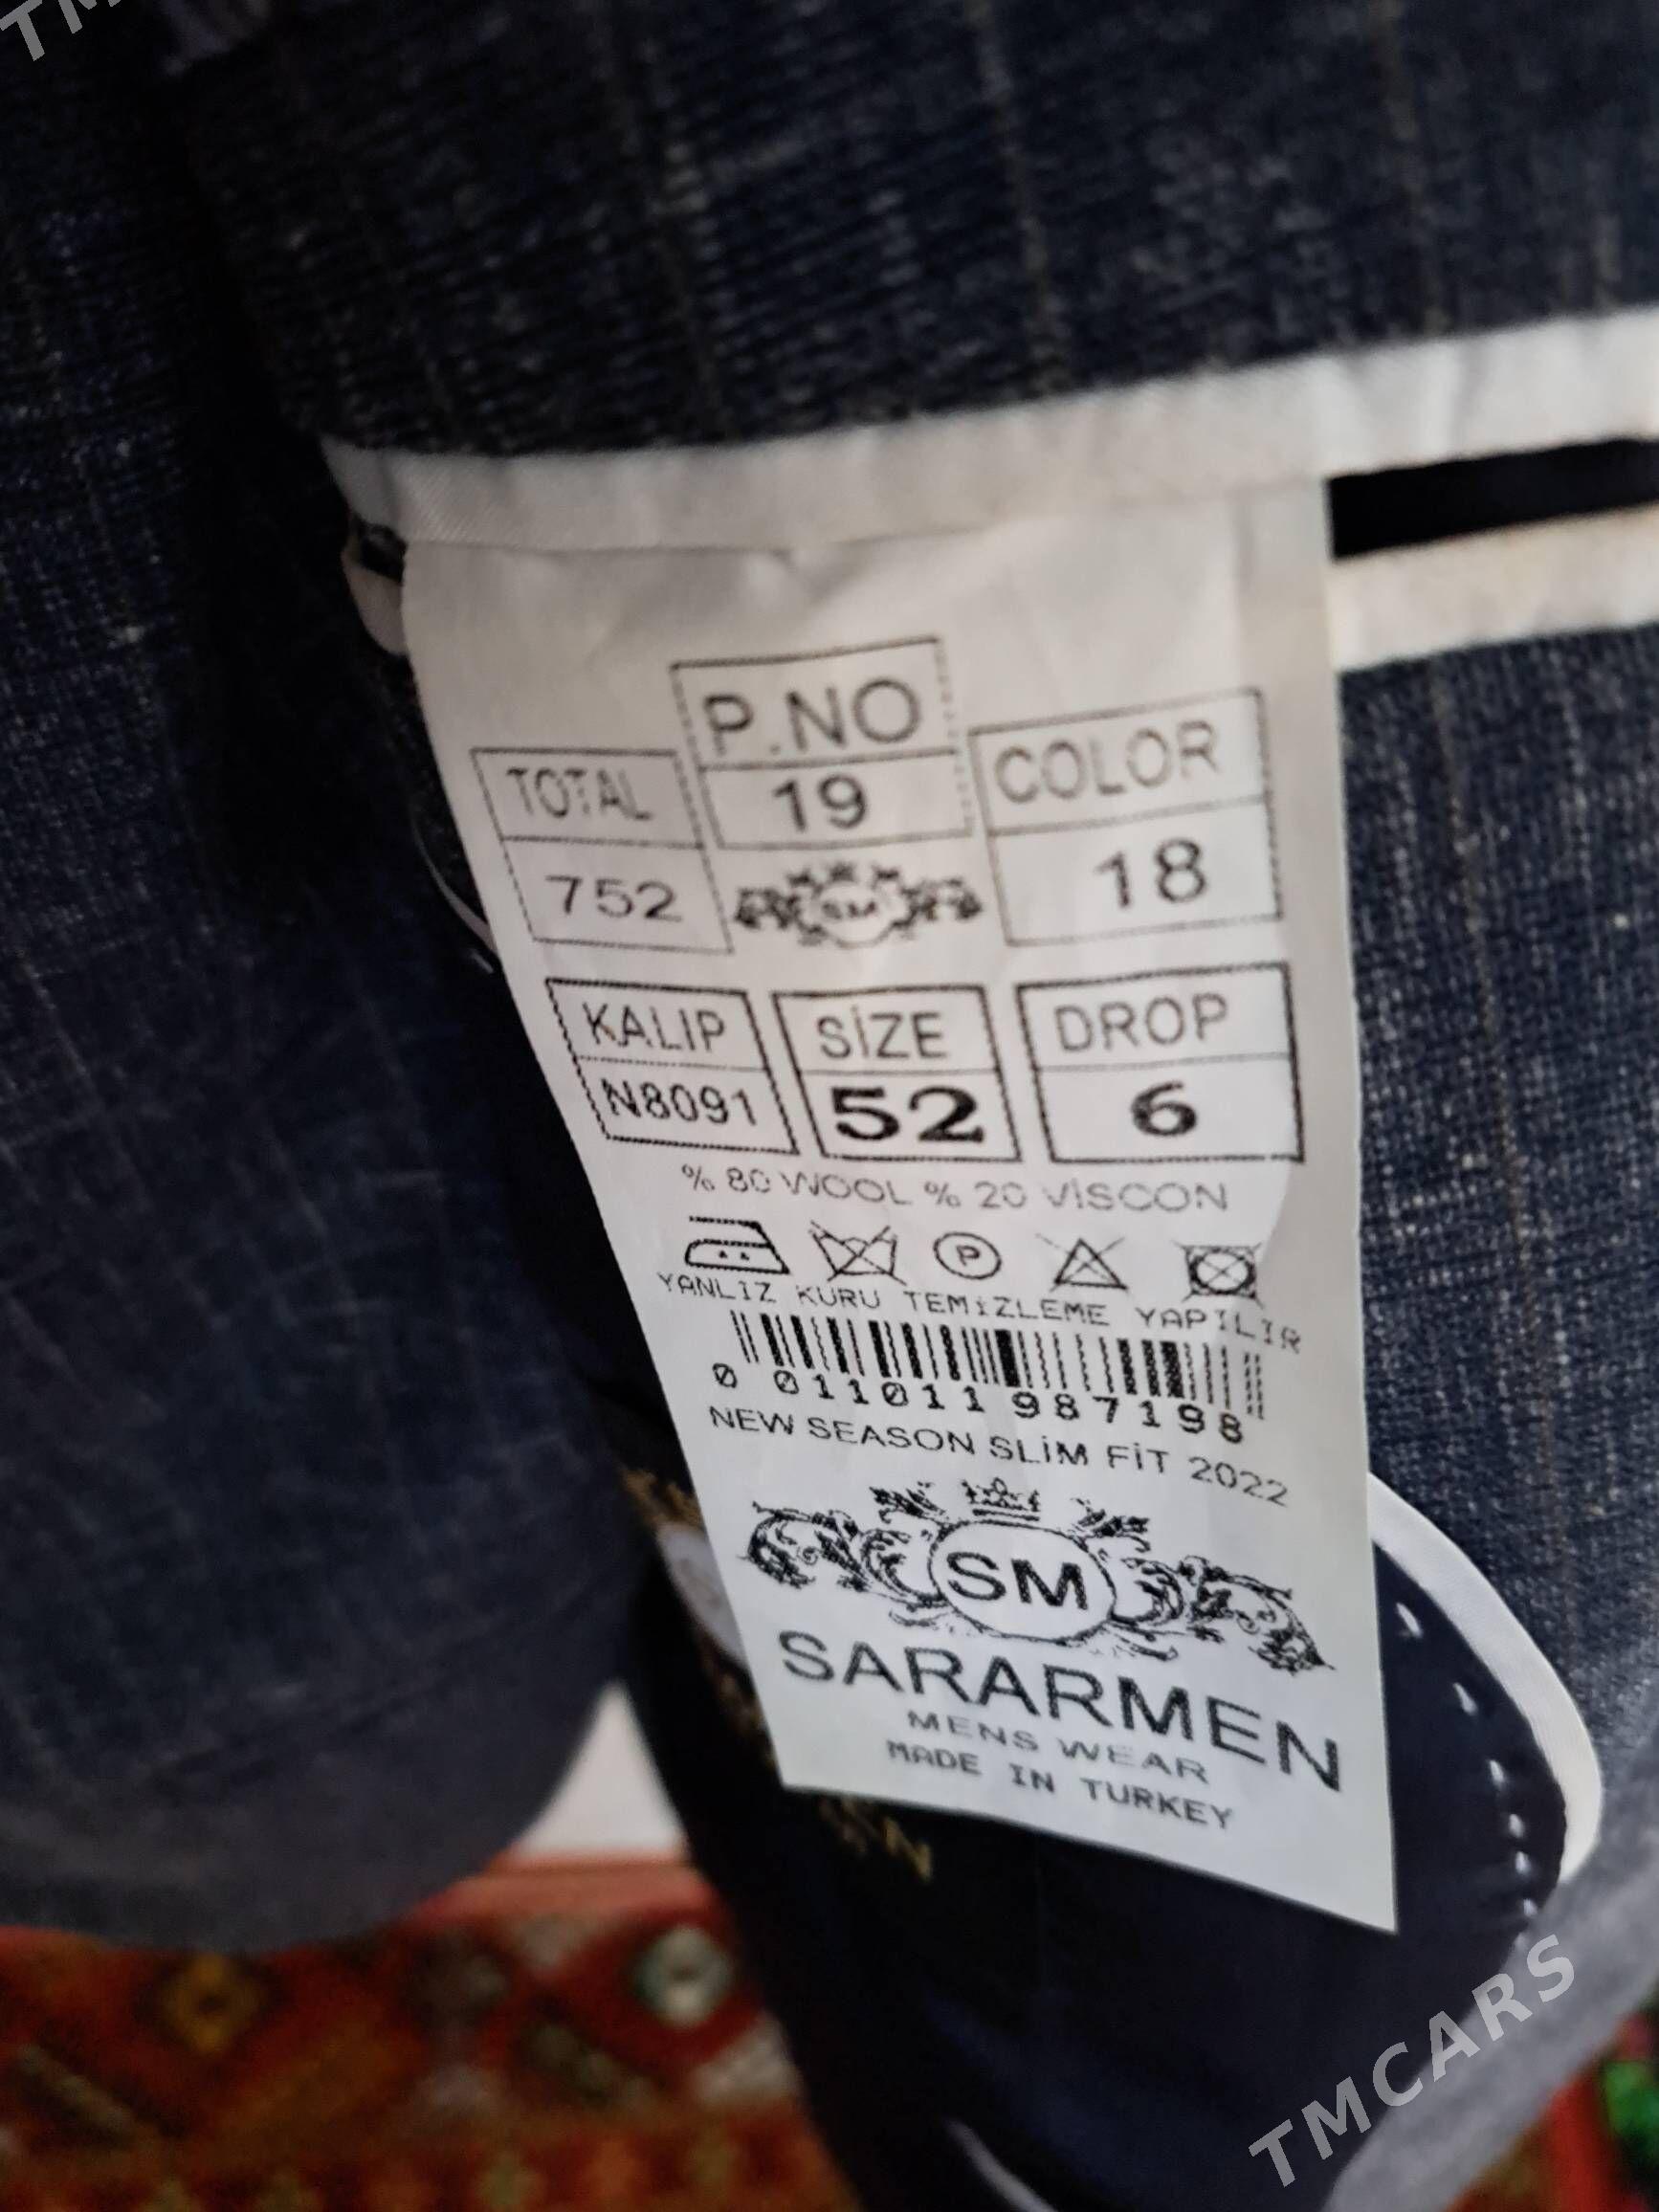 P.NO
19
TOTAL
752
COLOR
18
SM
KALIP
N8091
SİZE
52
DROP
6
% 80 WOOL % 20 VİSCON
P
YANLIZ KURU TEMİZLEME YAPILIR
0 011011 987198
NEW SEASON SLİM FİT 2022
SM
SARARMEN
MENS WEAR
MADE IN TURKEY
TMCARS